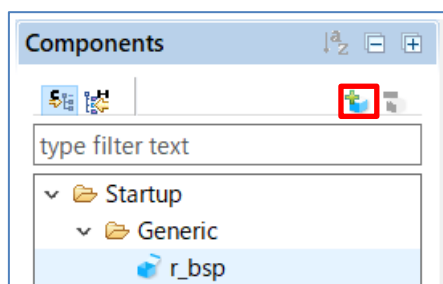 Components
type filter text
Startup
Generic
r_bsp